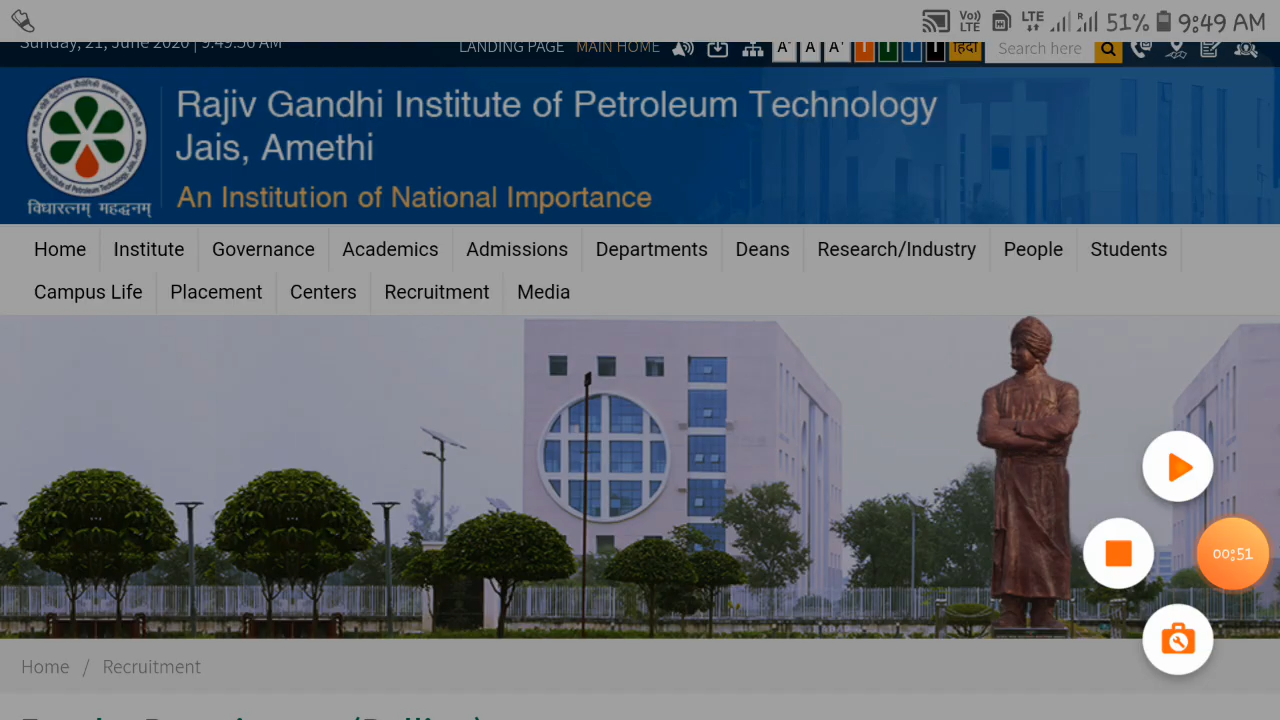 51% 9:49 AM
Sunday, 21, June 2020 | 9:49:56 AM LANDING PAGE MAIN HOME A- A A+ T T T T हिंदी Search here
Rajiv Gandhi Institute of Petroleum Technology
Jais, Amethi
An Institution of National Importance
विद्यारत्नम् महद्धनम्
Home Institute Governance Academics Admissions Departments Deans Research/Industry People Students
Campus Life Placement Centers Recruitment Media
00:51
Home / Recruitment